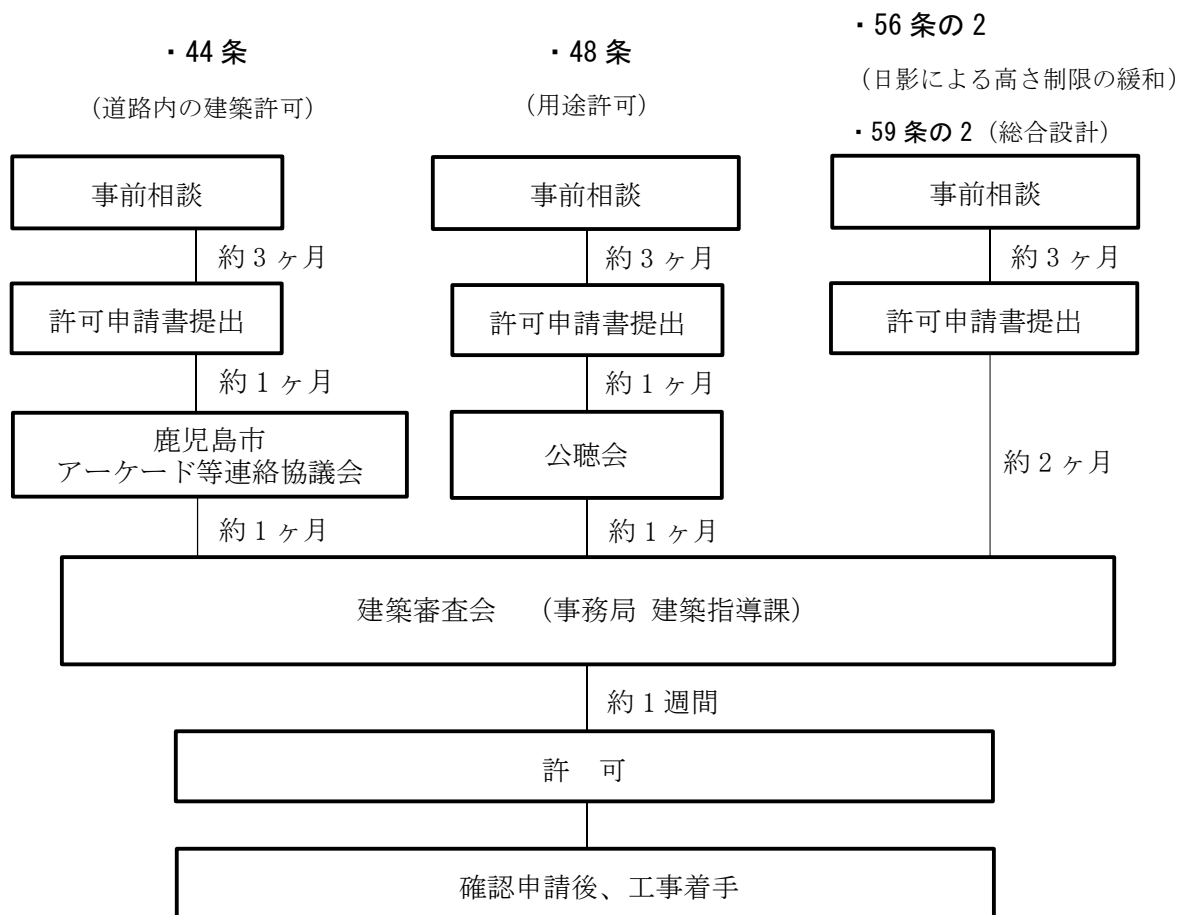 ・44 条
（道路内の建築許可）
事前相談
約 3 ヶ月
許可申請書提出
約 1 ヶ月
鹿児島市
アーケード等連絡協議会
約 1 ヶ月
・48 条
（用途許可）
事前相談
約 3 ヶ月
許可申請書提出
約 1 ヶ月
公聴会
約 1 ヶ月
・56 条の 2
（日影による高さ制限の緩和）
・59 条の 2（総合設計）
事前相談
約 3 ヶ月
許可申請書提出
約 2 ヶ月
建築審査会　（事務局 建築指導課）
約 1 週間
許　可
確認申請後、工事着手